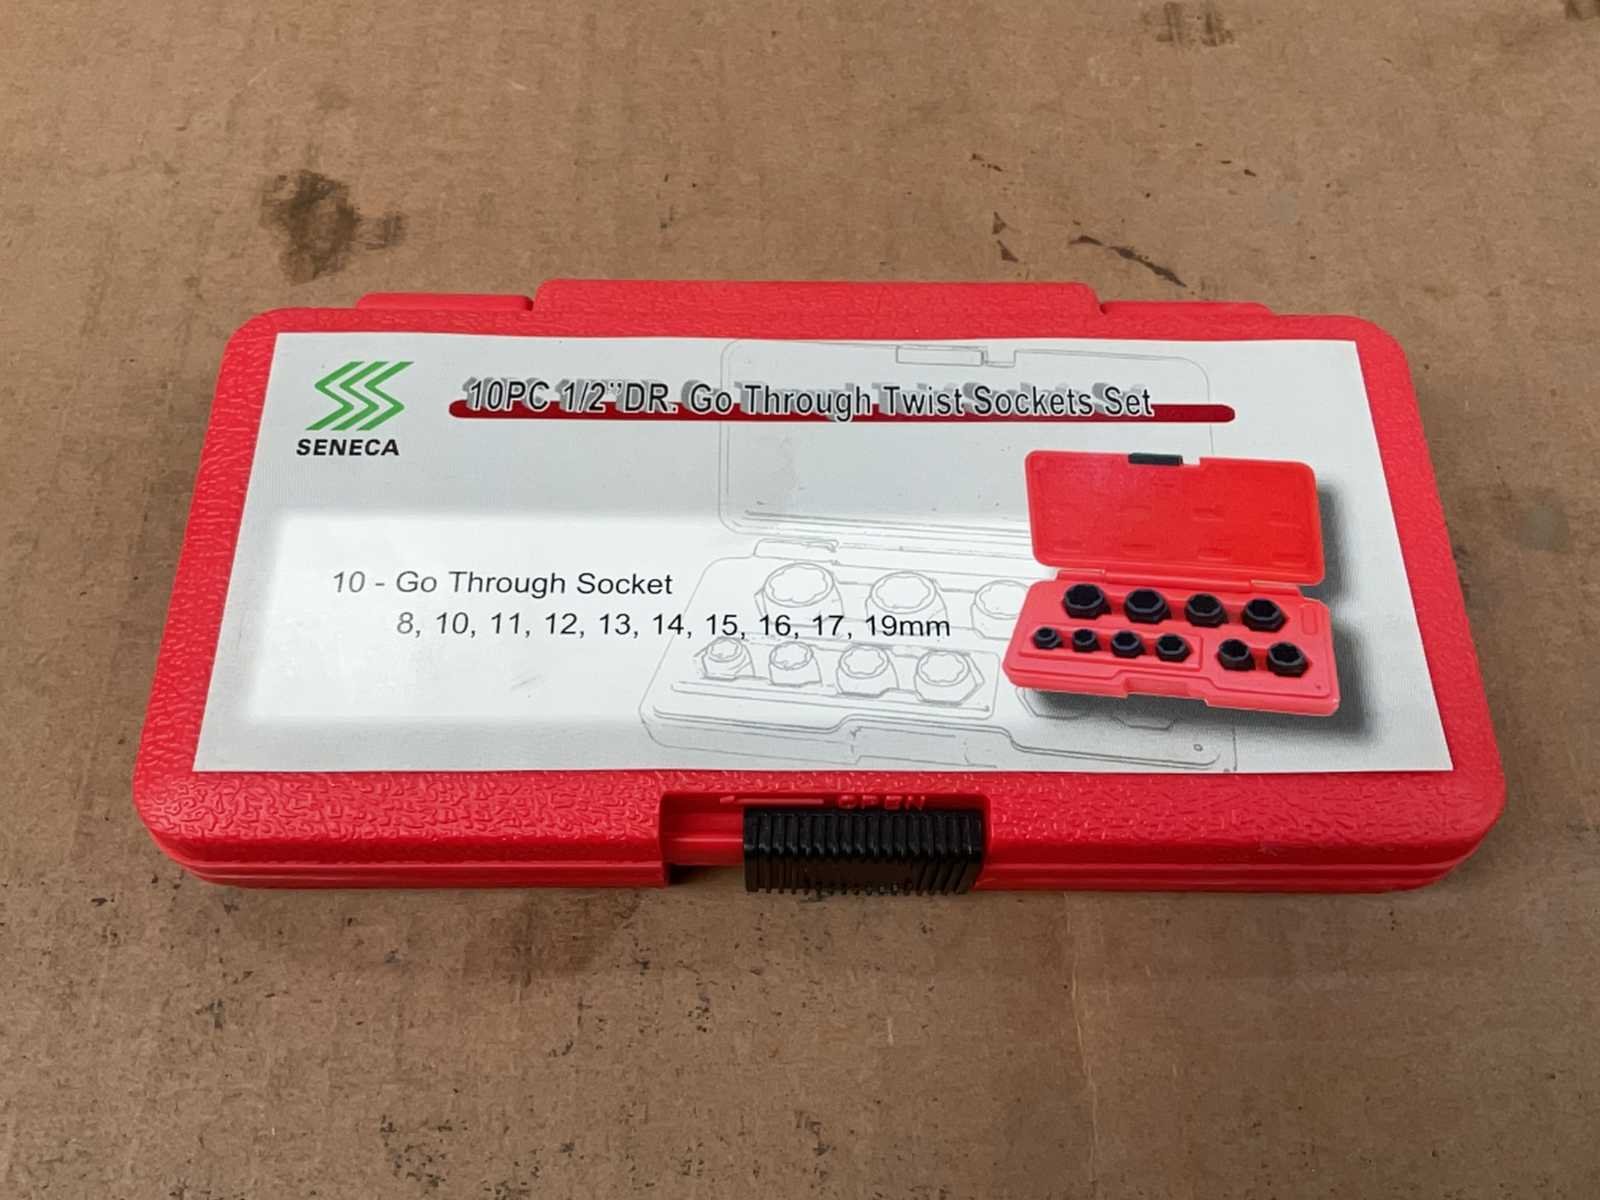 SENECA
10PC 1/2"DR. Go Through Twist Sockets Set
10 - Go Through Socket
8, 10, 11, 12, 13, 14, 15, 16, 17, 19mm
OPEN